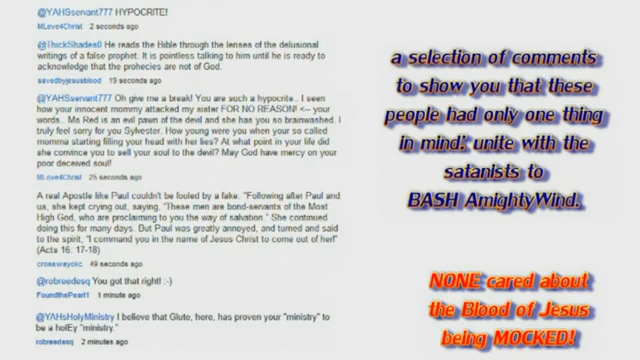 @YAHSservant777 HYPOCRITE!
MLove4Christ 2 seconds ago
@ThickShades0 He reads the Bible through the lenses of the delusional
writings of a false prophet. It is pointless talking to him until he is ready to
acknowledge that the prophecies are not of God.
savedbyjesusblood 19 seconds ago
@YAHSservant777 Oh give me a break! You are such a hypocrite.. I seen
how your innocent mommy attacked my sister FOR NO REASON! <-- your
words.. Ms Red is an evil pawn of the devil and she has you so brainwashed. I
truly feel sorry for you Sylvester. How young were you when your so called
momma starting filling your head with her lies? At what point in your life did
she convince you to sell your soul to the devil? May God have mercy on your
poor deceived soul!
MLove4Christ 25 seconds ago
A real Apostle like Paul couldn't be fooled by a fake. "Following after Paul and
us, she kept crying out, saying, "These men are bond-servants of the Most
High God, who are proclaiming to you the way of salvation." She continued
doing this for many days. But Paul was greatly annoyed, and turned and said
to the spirit, "I command you in the name of Jesus Christ to come out of her!"
(Acts 16. 17-18)
crosswayokc 49 seconds ago
@robreedesq You got that right! :-)
FoundthePearl1 1 minute ago
@YAHsHolyMinistry I believe that Glute, here, has proven your "ministry" to
be a holEy "ministry."
robreedesq 2 minutes ago
a selection of comments
to show you that these
people had only one thing
in mind: unite with the
satanists to
BASH AmightyWind.
NONE cared about
the Blood of Jesus
being MOCKED!